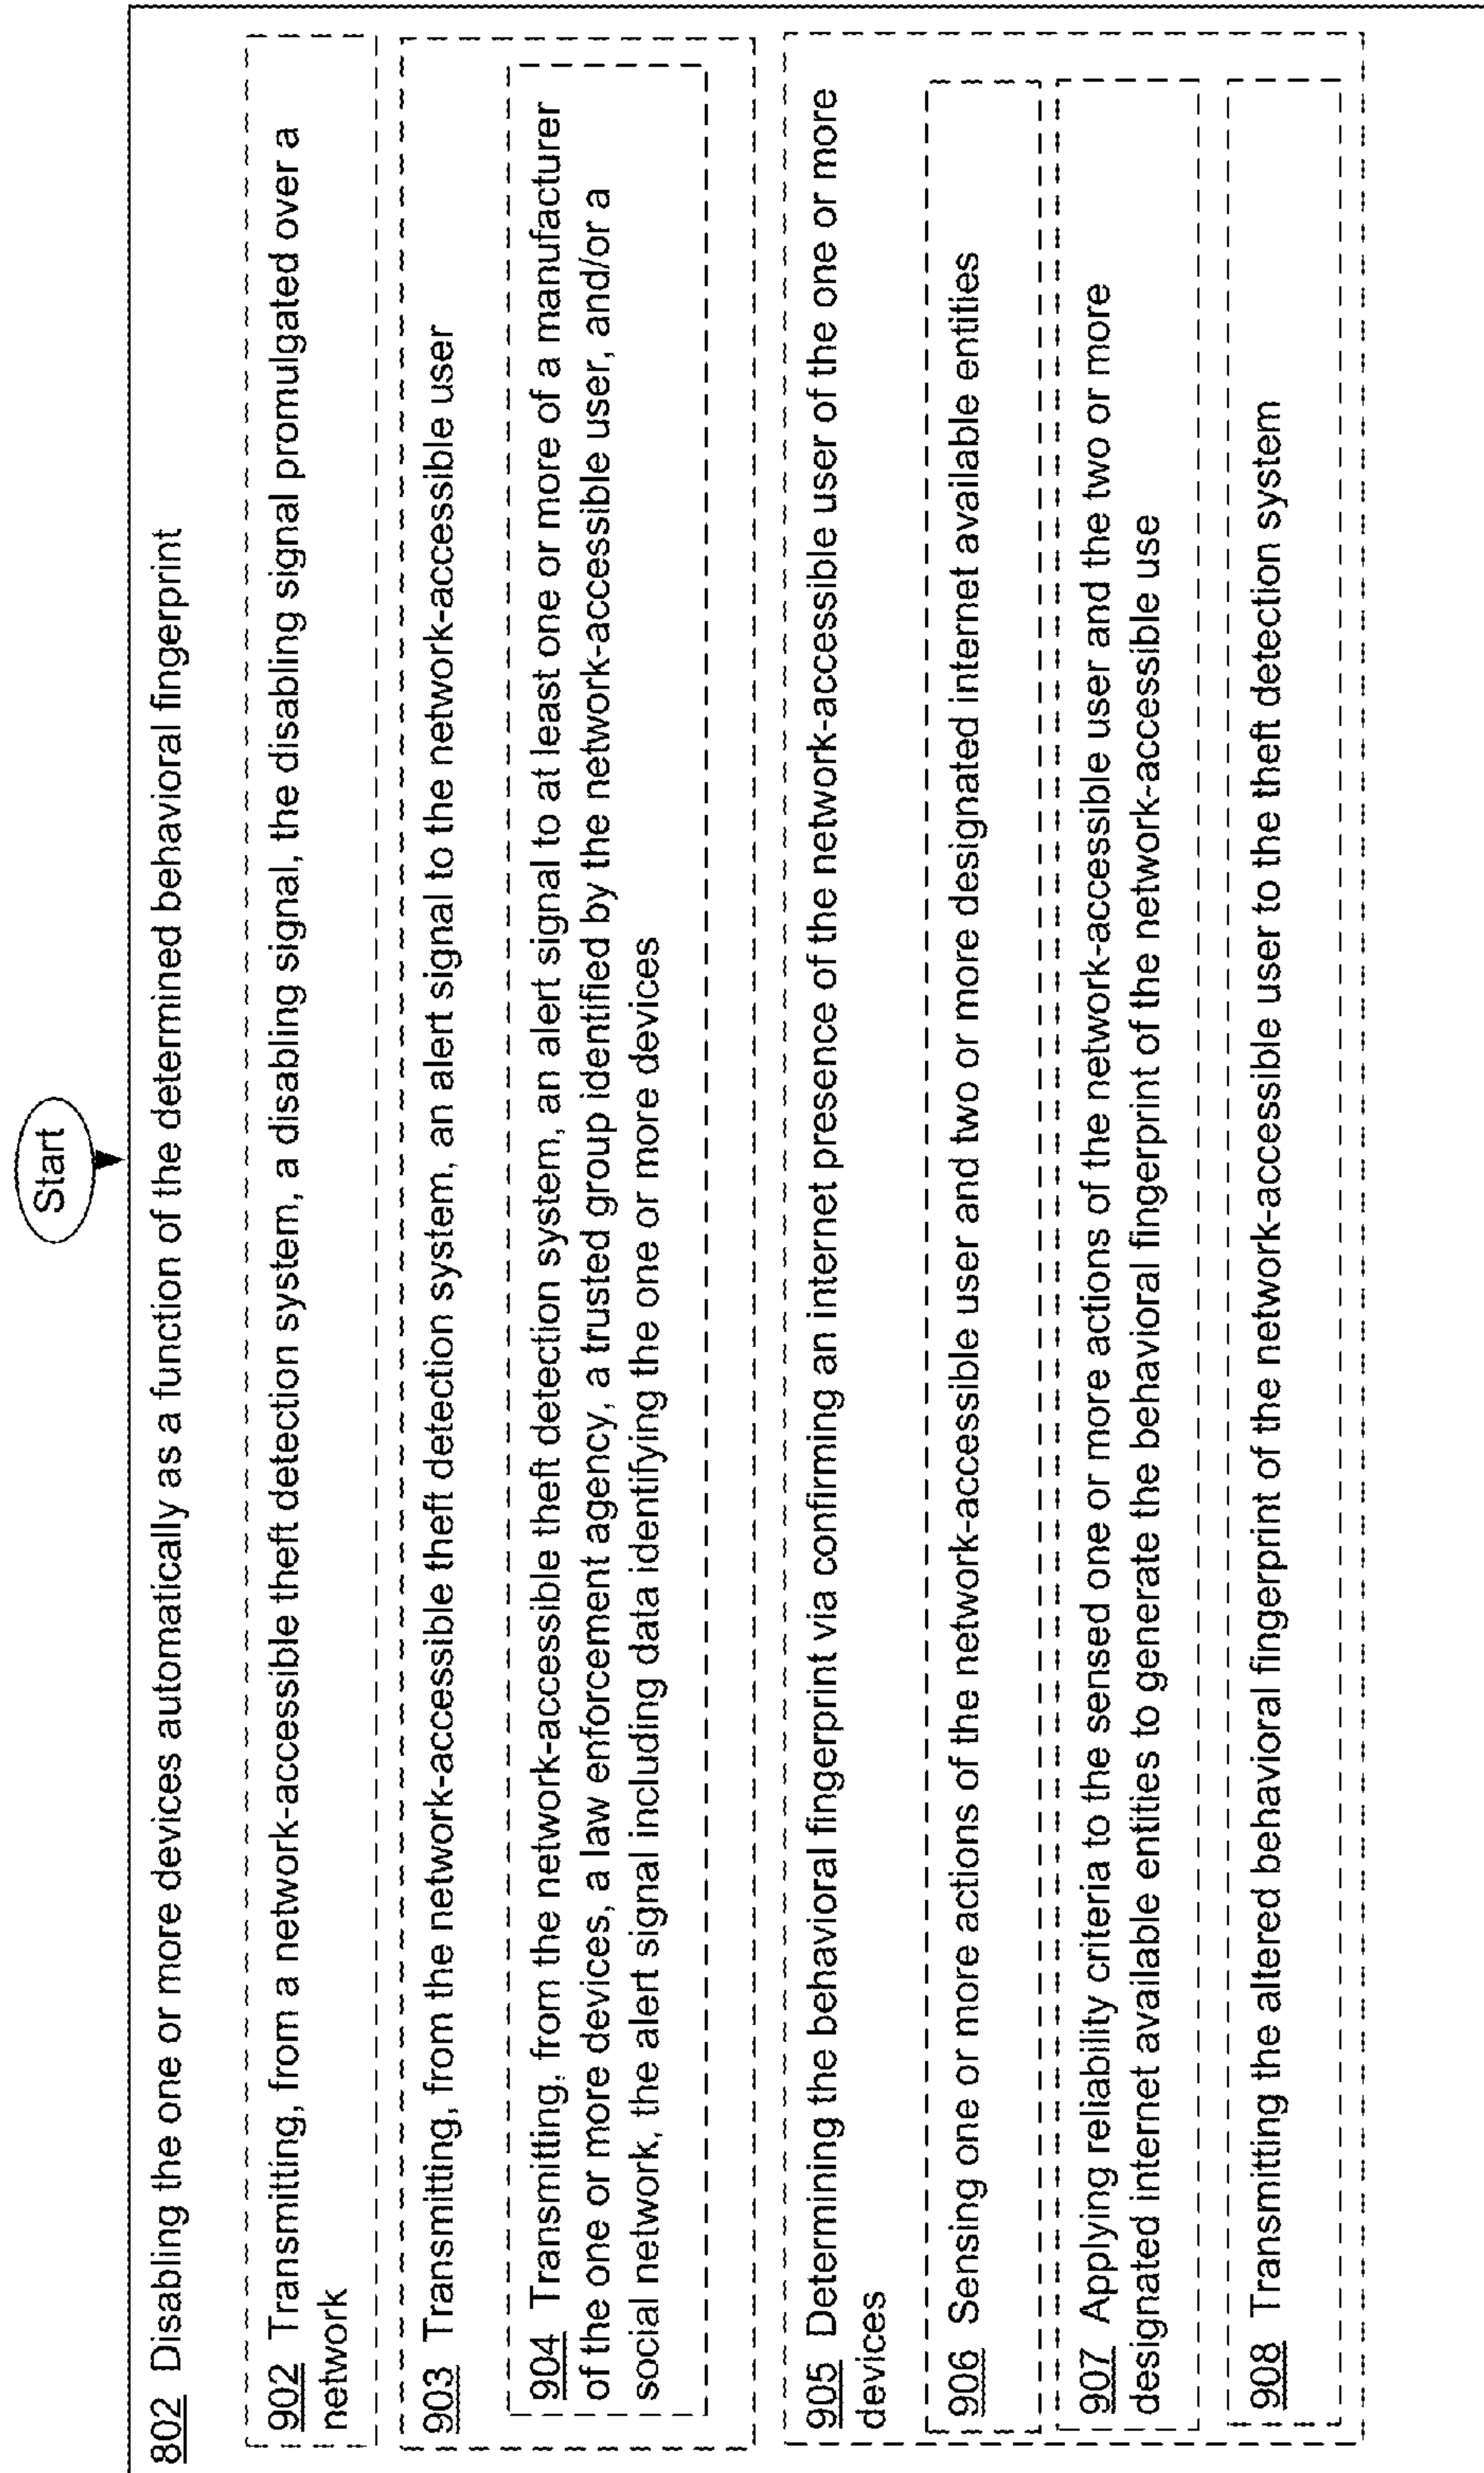 Start
802 Disabling the one or more devices automatically as a function of the determined behavioral fingerprint
902 Transmitting, from a network-accessible theft detection system, a disabling signal, the disabling signal promulgated over a
network
903 Transmitting, from the network-accessible theft detection system, an alert signal to the network-accessible user
904 Transmitting, from the network-accessible theft detection system, an alert signal to at least one or more of a manufacturer
of the one or more devices, a law enforcement agency, a trusted group identified by the network-accessible user, and/or a
social network, the alert signal including data identifying the one or more devices
905 Determining the behavioral fingerprint via confirming an internet presence of the network-accessible user of the one or more
devices
906 Sensing one or more actions of the network-accessible user and two or more designated internet available entities
907 Applying reliability criteria to the sensed one or more actions of the network-accessible user and the two or more
designated internet available entities to generate the behavioral fingerprint of the network-accessible use
908 Transmitting the altered behavioral fingerprint of the network-accessible user to the theft detection system